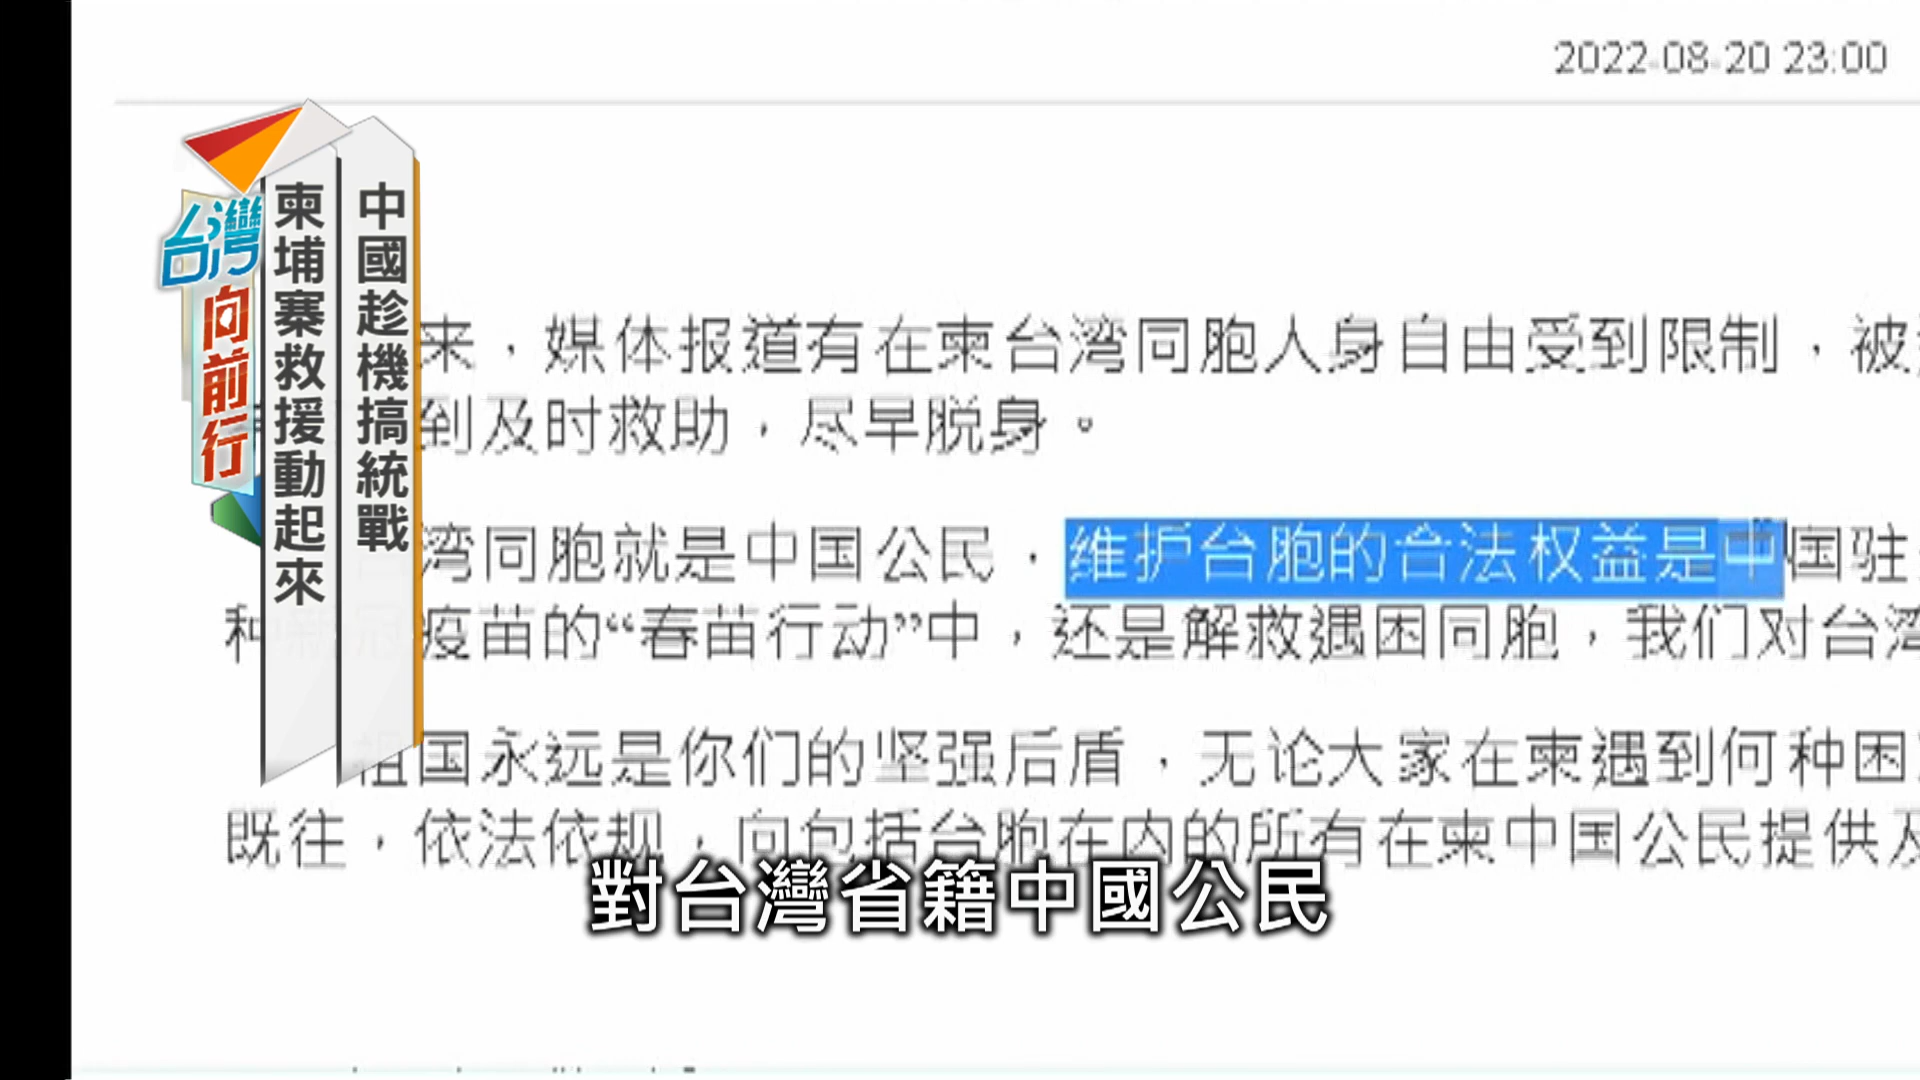 2022-08-20 23:00
台灣
向前行
柬埔寨救援動起來
中國趁機搞統戰
来，媒体报道有在柬台湾同胞人身自由受到限制，被
到及时救助，尽早脱身。
湾同胞就是中国公民，维护台胞的合法权益是中国驻
种新冠疫苗的“春苗行动”中，还是解救遇困同胞，我们对台湾
祖国永远是你们的坚强后盾，无论大家在柬遇到何种困
既往，依法依规，向包括台胞在内的所有在柬中国公民提供及
對台灣省籍中國公民